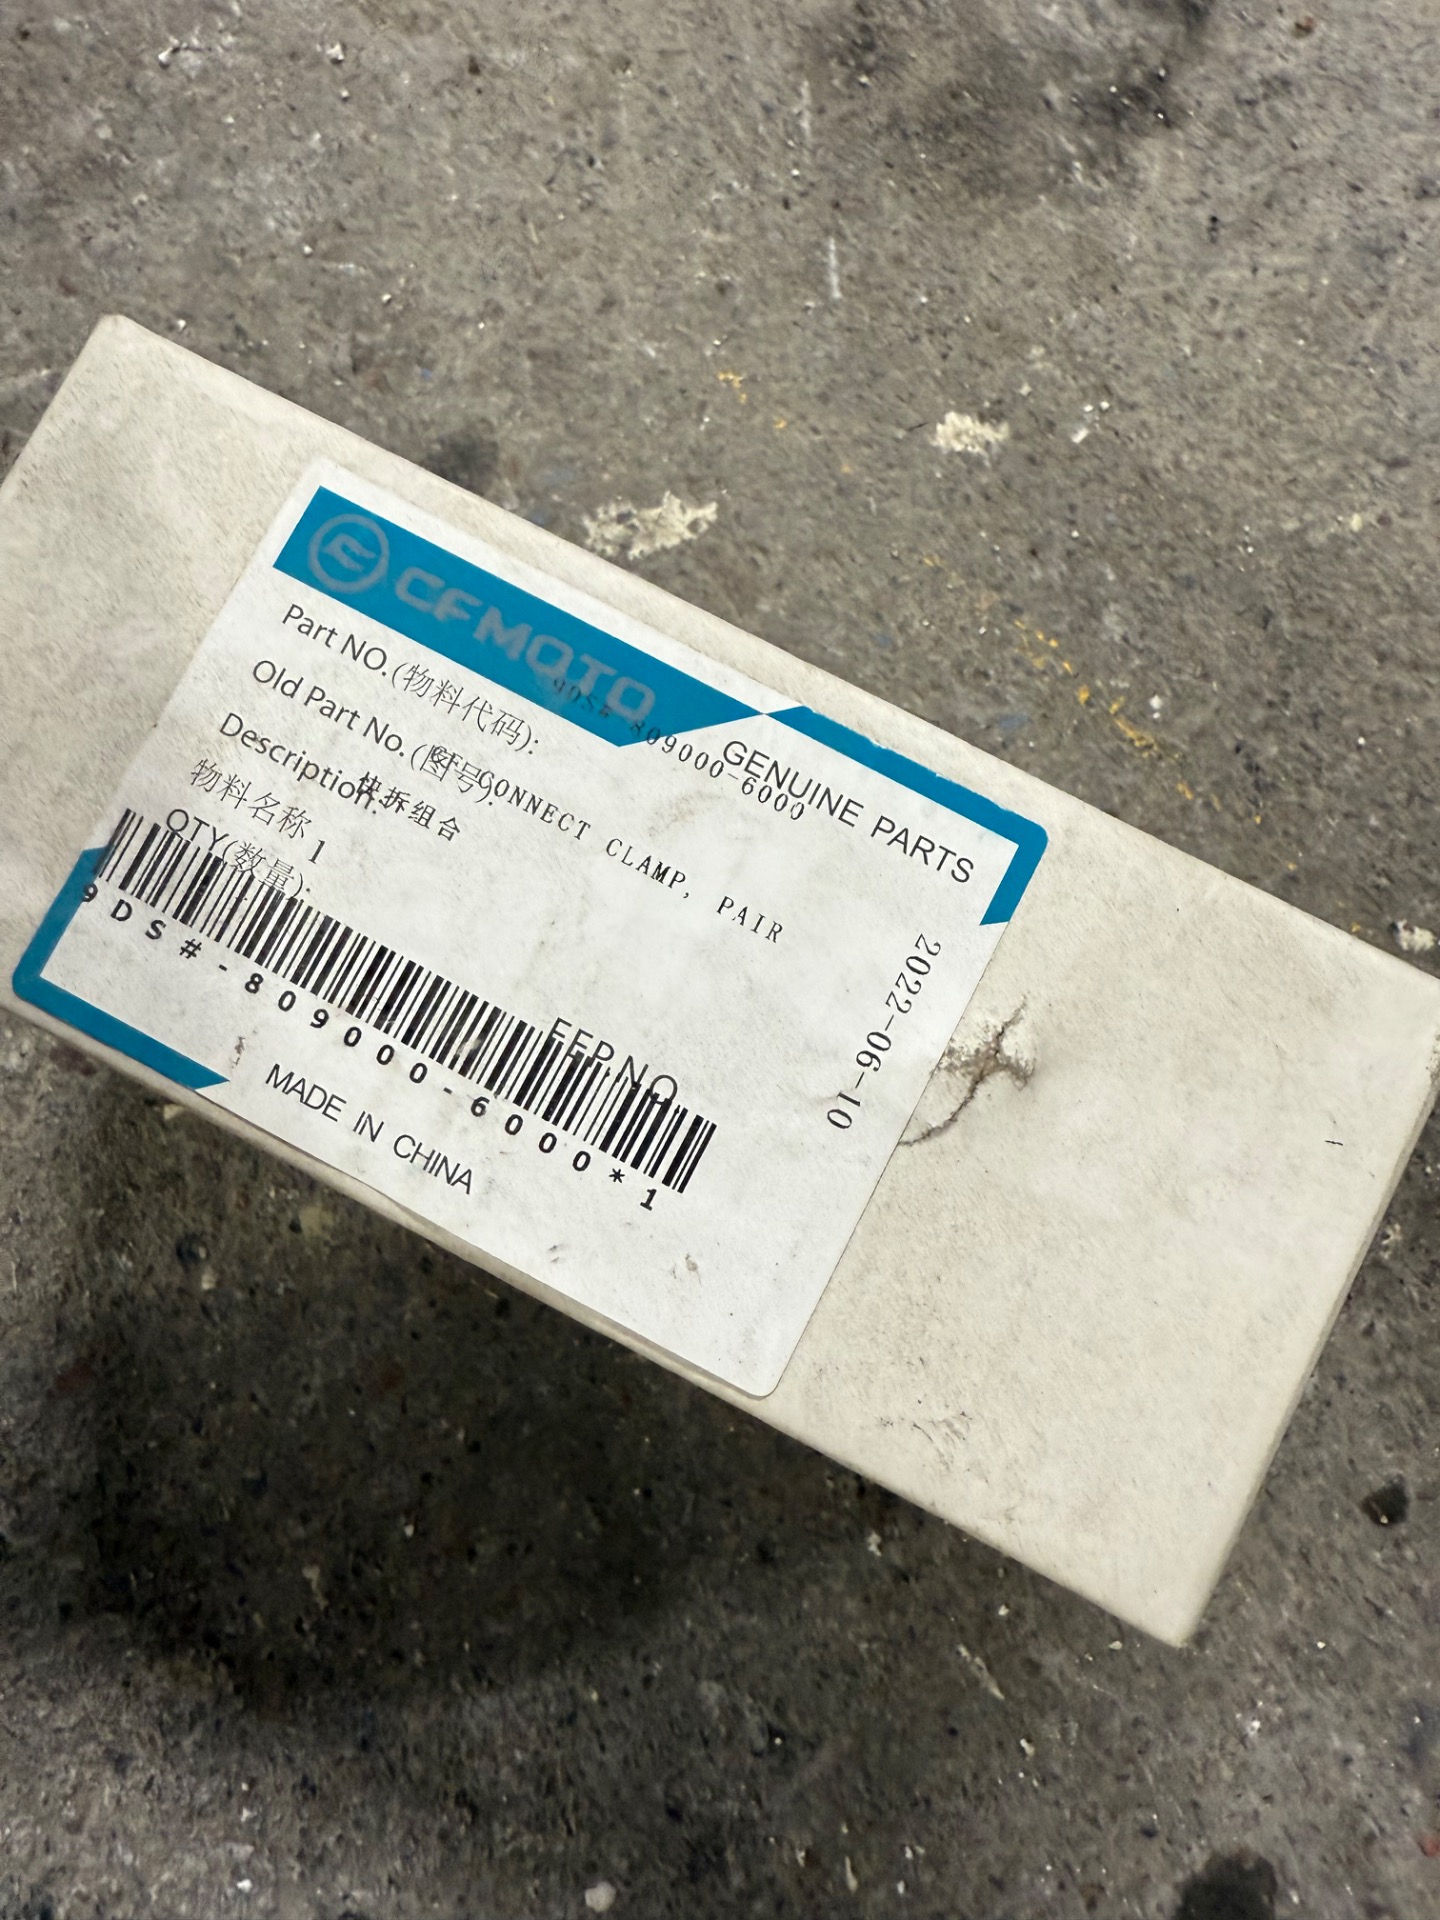 CFMOTO
GENUINE PARTS
Part NO.(物料代码):
9DS#-809000-6000
Old Part No.(图号):
Description:
CONNECT CLAMP, PAIR
物料名称
快拆组合
QTY(数量):
1
9DS#-809000-6000*1
EFP.NO.
2022-06-10
MADE IN CHINA